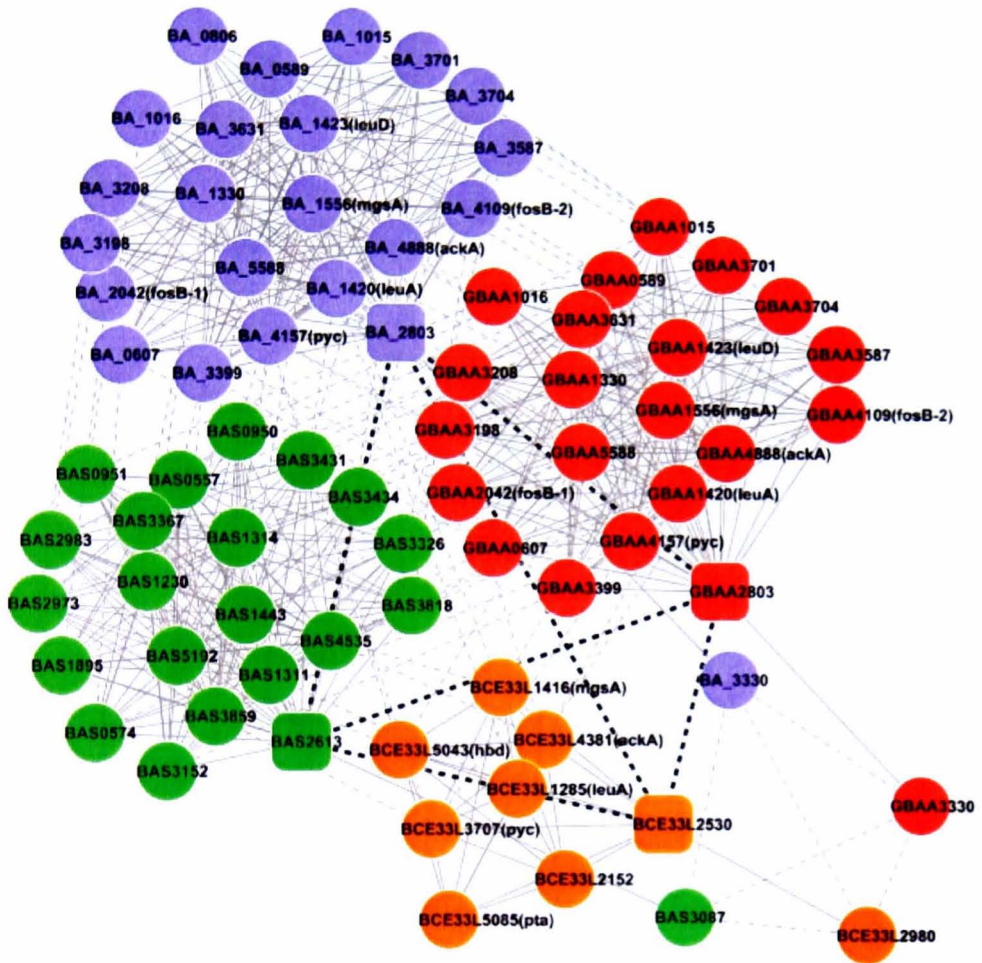 BA_0806
BA_1015
BA_0589
BA_3701
BA_3704
BA_1016
BA_3631
BA_1423(leuD)
BA_3587
BA_3208
BA_1330
BA_1556(mgsA)
BA_4109(fosB-2)
BA_3198
BA_4888(ackA)
BA_5588
BA_2042(fosB-1)
BA_1420(leuA)
BA_0607
BA_4157(pyc)
BA_2803
BA_3399
GBAA1015
GBAA3701
GBAA0589
GBAA1016
GBAA3704
GBAA3631
GBAA1423(leuD)
GBAA3587
GBAA3208
GBAA1330
GBAA1556(mgsA)
GBAA4109(fosB-2)
GBAA3198
GBAA5588
GBAA4888(ackA)
GBAA2042(fosB-1)
GBAA1420(leuA)
GBAA0607
GBAA4157(pyc)
GBAA3399
GBAA2803
BAS0950
BAS3431
BAS0951
BAS0557
BAS3434
BAS3367
BAS2983
BAS1314
BAS3326
BAS1230
BAS2973
BAS1443
BAS3818
BAS4535
BAS1895
BAS5192
BAS1311
BAS3859
BAS0574
BAS2613
BAS3152
BA_3330
BCE33L1416(mgsA)
BCE33L4381(ackA)
BCE33L5043(hbd)
BCE33L1285(leuA)
BCE33L2530
GBAA3330
BCE33L3707(pyc)
BCE33L2152
BCE33L5085(pta)
BAS3087
BCE33L2980